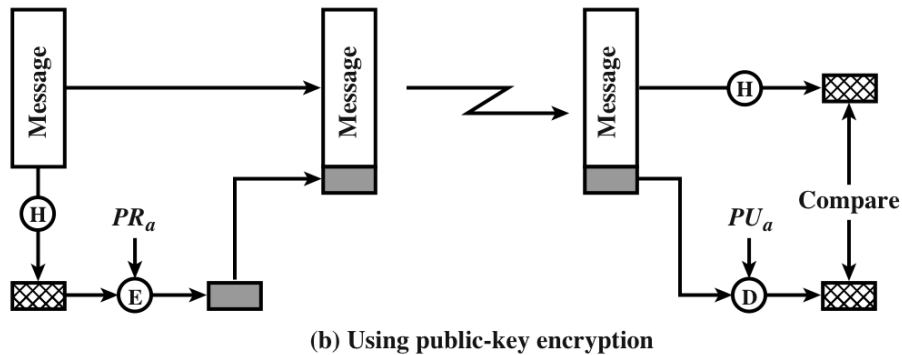 Message
Message
Message
H
H
Compare
PRₐ
PUₐ
E
D
(b) Using public-key encryption